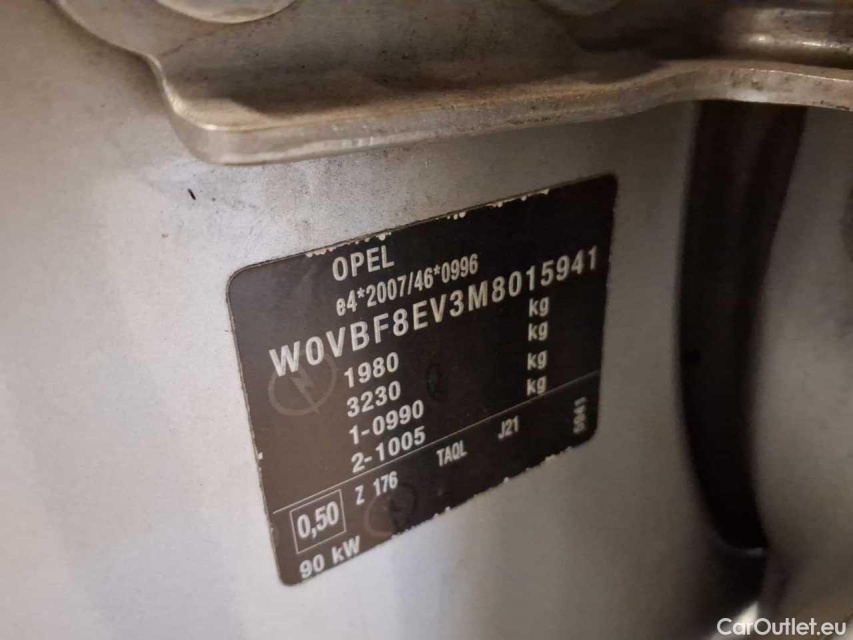 OPEL
e4*2007/46*0996
W0VBF8EV3M8015941
1980 kg
3230 kg
1-0990 kg
2-1005 kg
0,50 Z 176 TAQL J21 5941
90 kW
CarOutlet.eu